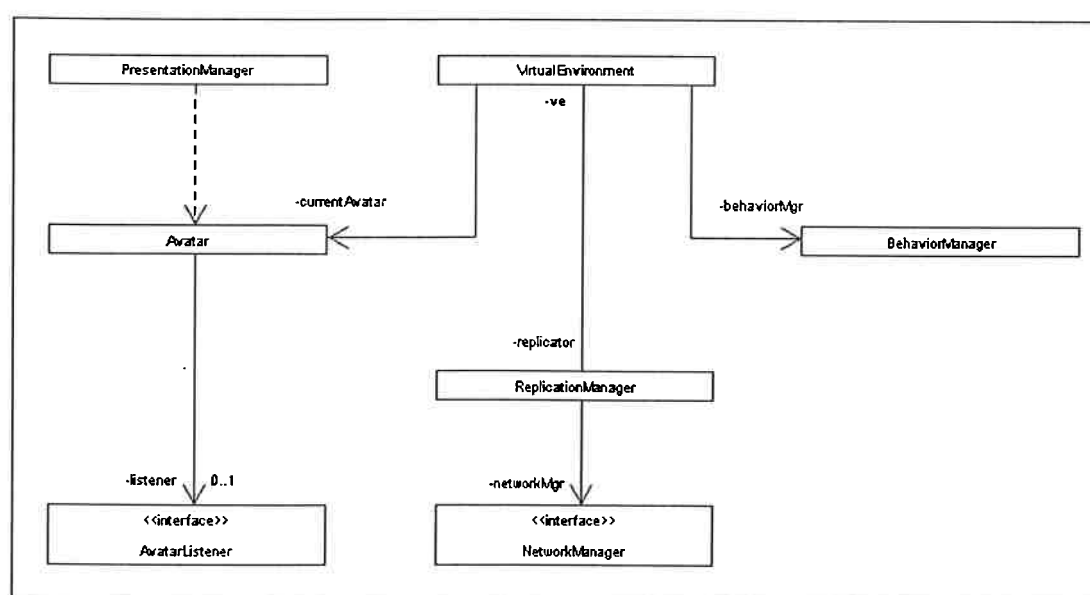 PresentationManager
VirtualEnvironment
-ve
-currentAvatar
-behaviorMgr
Avatar
BehaviorManager
-replicator
ReplicationManager
-listener 0..1
-networkMgr
<<interface>>
AvatarListener
<<interface>>
NetworkManager